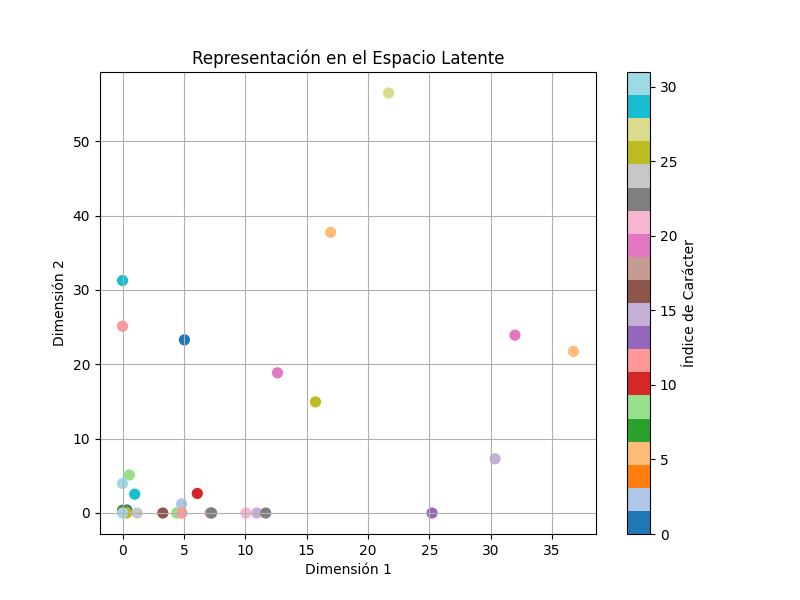 Representación en el Espacio Latente
Dimensión 2
50
40
30
20
10
0
0 5 10 15 20 25 30 35
Dimensión 1
30
25
20
15
10
5
0
Índice de Carácter